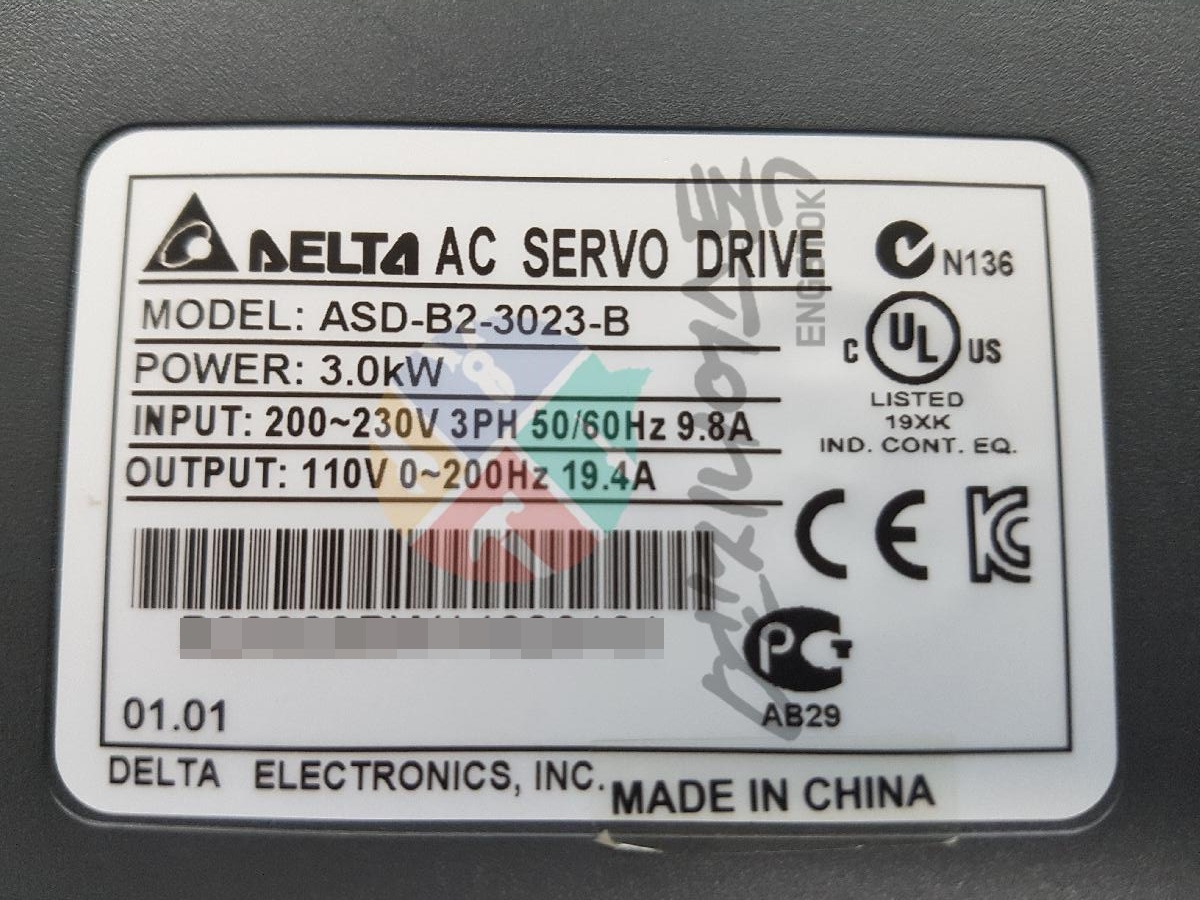 DELTA AC SERVO DRIVE
N136
MODEL: ASD-B2-3023-B
C UL US
POWER: 3.0kW
LISTED
19XK
IND. CONT. EQ.
INPUT: 200~230V 3PH 50/60Hz 9.8A
OUTPUT: 110V 0~200Hz 19.4A
CE
AB29
01.01
DELTA ELECTRONICS, INC.
MADE IN CHINA